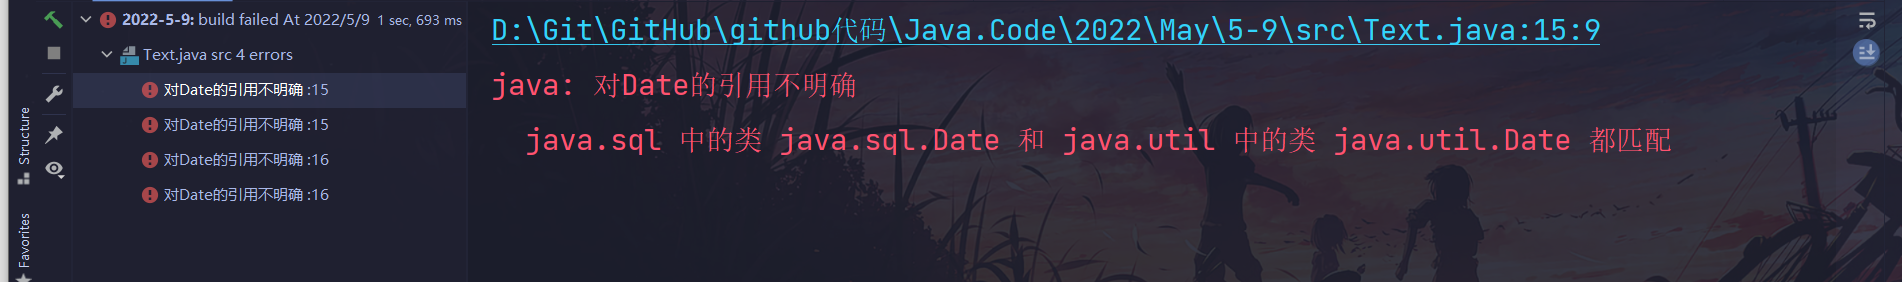 2022-5-9: build failed At 2022/5/9 1 sec, 693 ms
Text.java src 4 errors
对Date的引用不明确 :15
对Date的引用不明确 :15
对Date的引用不明确 :16
对Date的引用不明确 :16
Structure
Favorites
D:\Git\GitHub\github代码\Java.Code\2022\May\5-9\src\Text.java:15:9
java: 对Date的引用不明确
java.sql 中的类 java.sql.Date 和 java.util 中的类 java.util.Date 都匹配